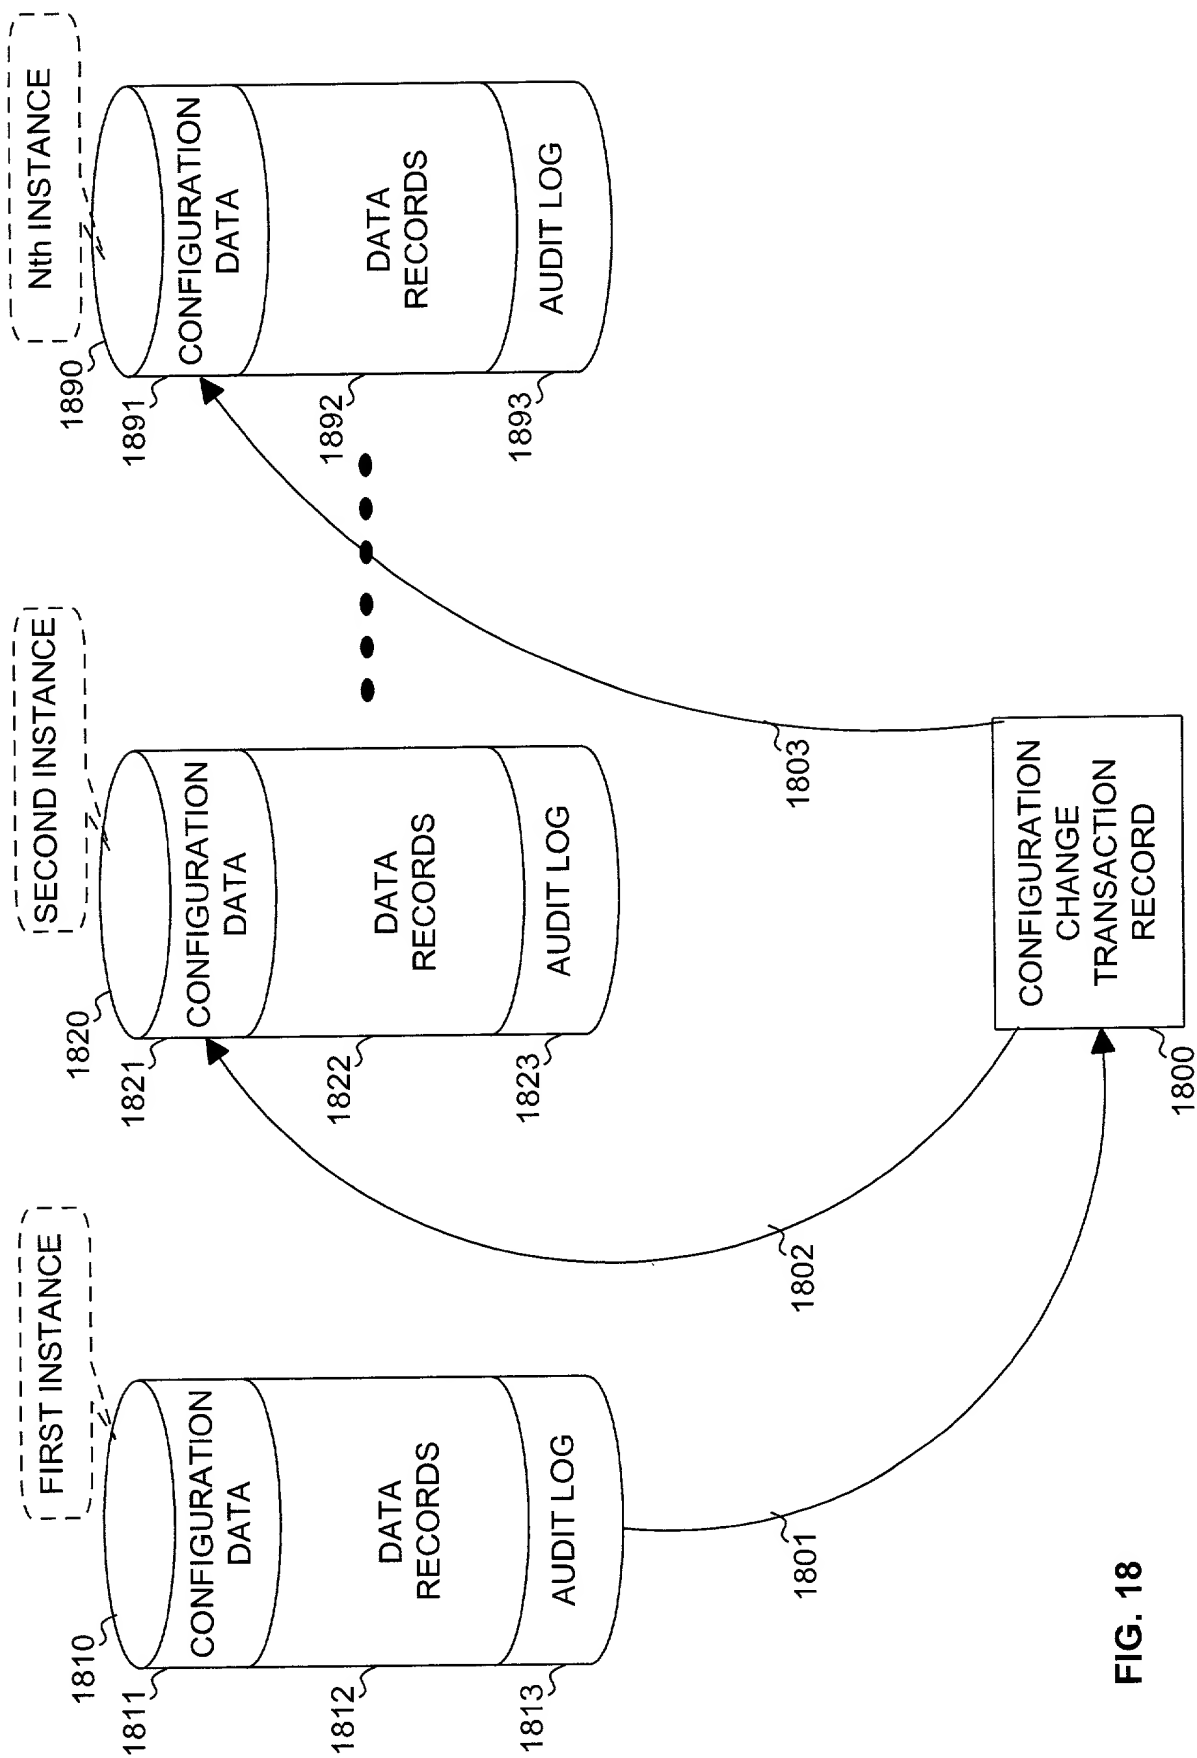 FIRST INSTANCE
1810
1811
CONFIGURATION
DATA
1812
DATA
RECORDS
1813
AUDIT LOG
SECOND INSTANCE
1820
1821
CONFIGURATION
DATA
1822
DATA
RECORDS
1823
AUDIT LOG
Nth INSTANCE
1890
1891
CONFIGURATION
DATA
1892
DATA
RECORDS
1893
AUDIT LOG
1801
1802
1803
CONFIGURATION
CHANGE
TRANSACTION
RECORD
1800
FIG. 18